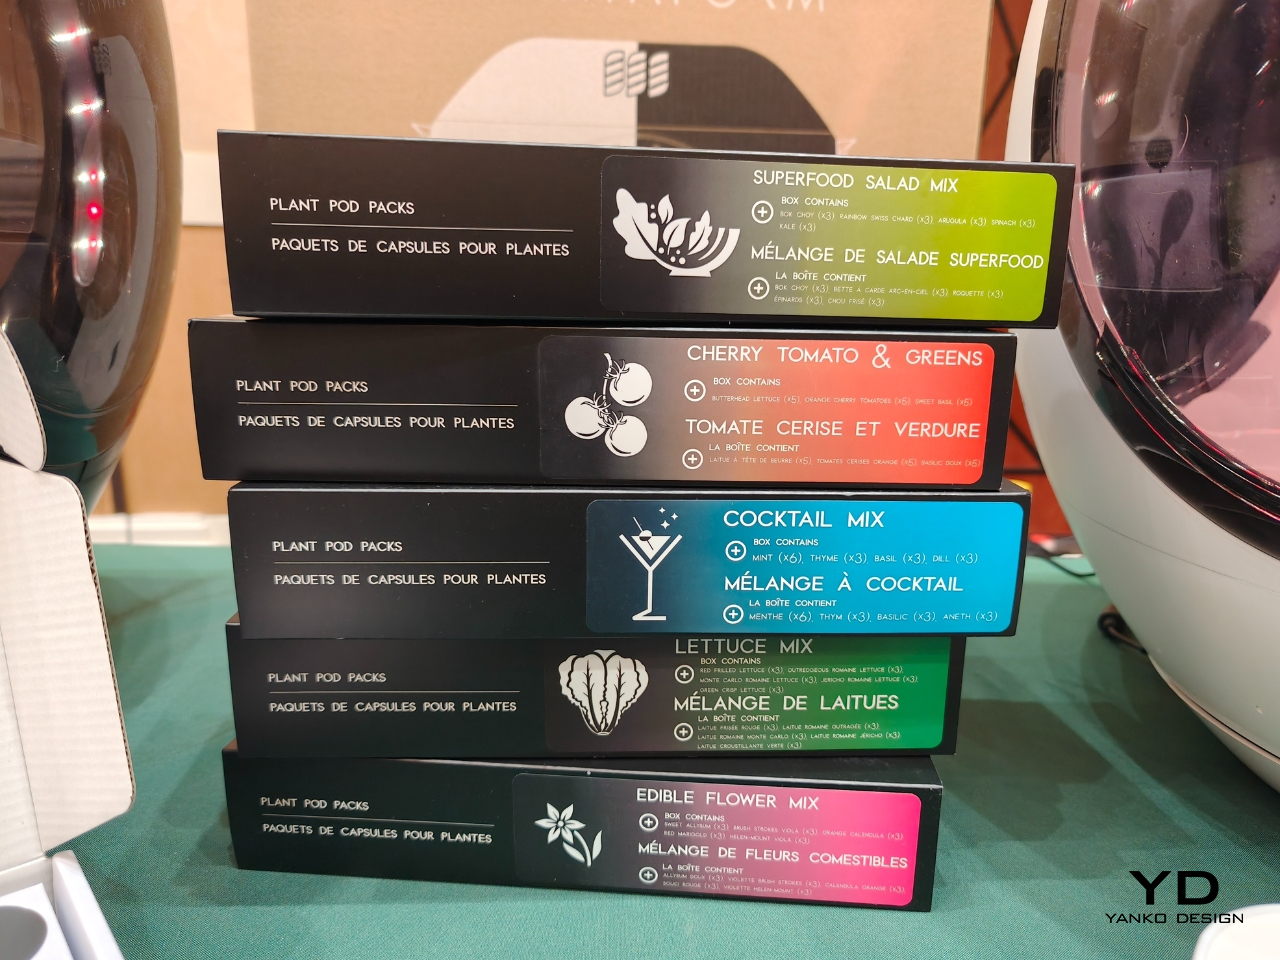 PLANT POD PACKS
PAQUETS DE CAPSULES POUR PLANTES
SUPERFOOD SALAD MIX
BOX CONTAINS
BOK CHOY (X3), RAINBOW SWISS CHARD (X3), ARUGULA (X3), SPINACH (X3)
KALE (X3)
MÉLANGE DE SALADE SUPERFOOD
LA BOÎTE CONTIENT
BOK CHOY (X3), BETTE À CARDE ARC-EN-CIEL (X3), ROQUETTE (X3)
ÉPINARDS (X3), CHOU FRISÉ (X3)
PLANT POD PACKS
PAQUETS DE CAPSULES POUR PLANTES
CHERRY TOMATO & GREENS
BOX CONTAINS
BUTTERHEAD LETTUCE (X5), ORANGE CHERRY TOMATOES (X5), SWEET BASIL (X5)
TOMATE CERISE ET VERDURE
LA BOÎTE CONTIENT
LAITUE À TÊTE DE BEURRE (X5), TOMATES CERISES ORANGE (X5), BASILIC DOUX (X5)
PLANT POD PACKS
PAQUETS DE CAPSULES POUR PLANTES
COCKTAIL MIX
BOX CONTAINS
MINT (X6), THYME (X3), BASIL (X3), DILL (X3)
MÉLANGE À COCKTAIL
LA BOÎTE CONTIENT
MENTHE (X6), THYM (X3), BASILIC (X3), ANETH (X3)
PLANT POD PACKS
PAQUETS DE CAPSULES POUR PLANTES
LETTUCE MIX
BOX CONTAINS
RED FRILLED LETTUCE (X3), OUTREDGEOUS ROMAINE LETTUCE (X3),
MONTE CARLO ROMAINE LETTUCE (X3), JERICHO ROMAINE LETTUCE (X3),
GREEN CRISP LETTUCE (X3)
MÉLANGE DE LAITUES
LA BOÎTE CONTIENT
LAITUE FRISÉE ROUGE (X3), LAITUE ROMAINE OUTRAGÉE (X3),
LAITUE ROMAINE MONTE CARLO, (X3), LAITUE ROMAINE JÉRICHO (X3),
LAITUE CROUSTILLANTE VERTE (X3)
PLANT POD PACKS
PAQUETS DE CAPSULES POUR PLANTES
EDIBLE FLOWER MIX
BOX CONTAINS
SWEET ALLYSUM (X3), BRUSH STROKES VIOLA (X3), ORANGE CALENDULA (X3),
RED MARIGOLD (X3), HELEN-MOUNT VIOLA (X3)
MÉLANGE DE FLEURS COMESTIBLES
LA BOÎTE CONTIENT
ALLYSUM DOUX (X3), VIOLETTE BRUSH STROKES (X3), CALENDULA ORANGE (X3),
SOUCI ROUGE (X3), VIOLETTE HELEN MOUNT (X3)
YD
YANKO DESIGN